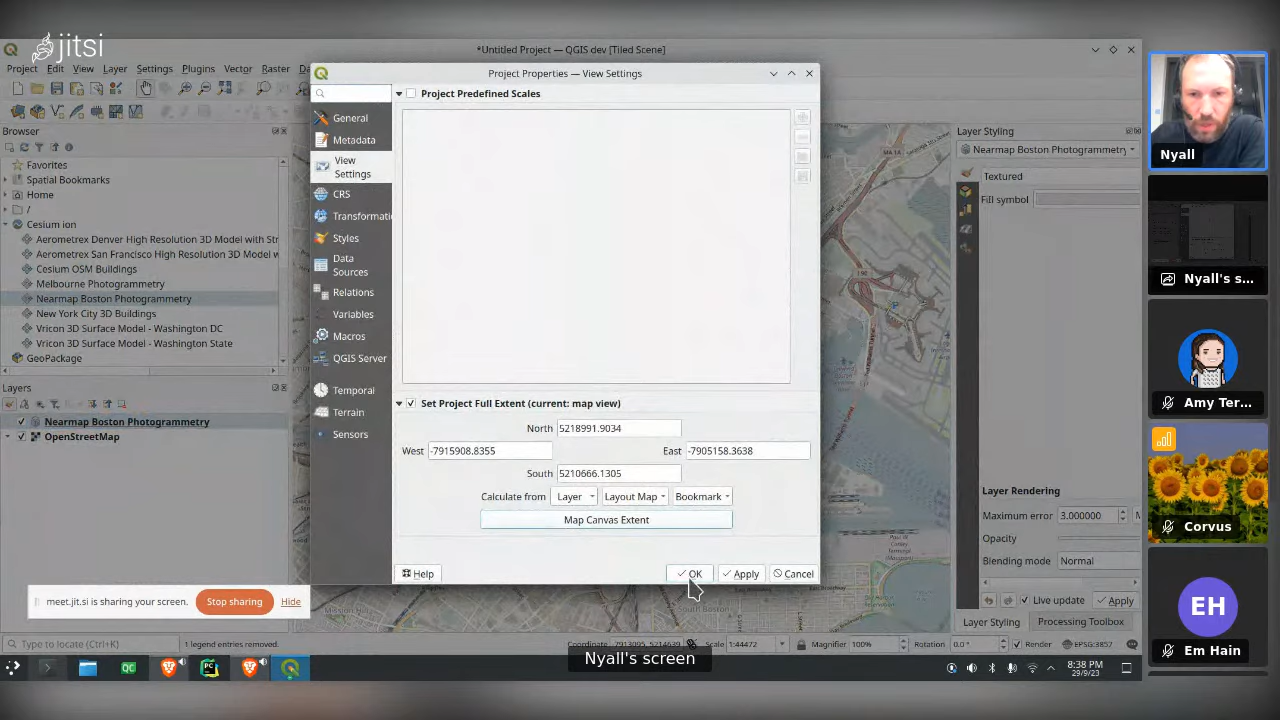 jitsi
*Untitled Project — QGIS dev [Tiled Scene]
Project Edit View Layer Settings Plugins Vector Raster
Browser
Favorites
Spatial Bookmarks
Home
/
Cesium ion
Aerometrex Denver High Resolution 3D Model with Str
Aerometrex San Francisco High Resolution 3D Model w
Cesium OSM Buildings
Melbourne Photogrammetry
Nearmap Boston Photogrammetry
New York City 3D Buildings
Vricon 3D Surface Model - Washington DC
Vricon 3D Surface Model - Washington State
GeoPackage
Layers
Nearmap Boston Photogrammetry
OpenStreetMap
meet.jit.si is sharing your screen.
Stop sharing
Hide
Type to locate (Ctrl+K)
1 legend entries removed.
Project Properties — View Settings
General
Metadata
View
Settings
CRS
Transformatio
Styles
Data
Sources
Relations
Variables
Macros
QGIS Server
Temporal
Terrain
Sensors
Project Predefined Scales
Set Project Full Extent (current: map view)
North 5218991.9034
West -7915908.8355 East -7905158.3638
South 5210666.1305
Calculate from Layer Layout Map Bookmark
Map Canvas Extent
Help OK Apply Cancel
Scale 1:44472
Magnifier 100%
Rotation 0.0 °
Render
EPSG:3857
Nyall's screen
8:38 PM
29/9/23
Layer Styling
Nearmap Boston Photogrammetry
Textured
Fill symbol
Layer Rendering
Maximum error 3.000000
Opacity
Blending mode Normal
Live update Apply
Layer Styling Processing Toolbox
Nyall
Nyall's s...
Amy Ter...
Corvus
EH
Em Hain